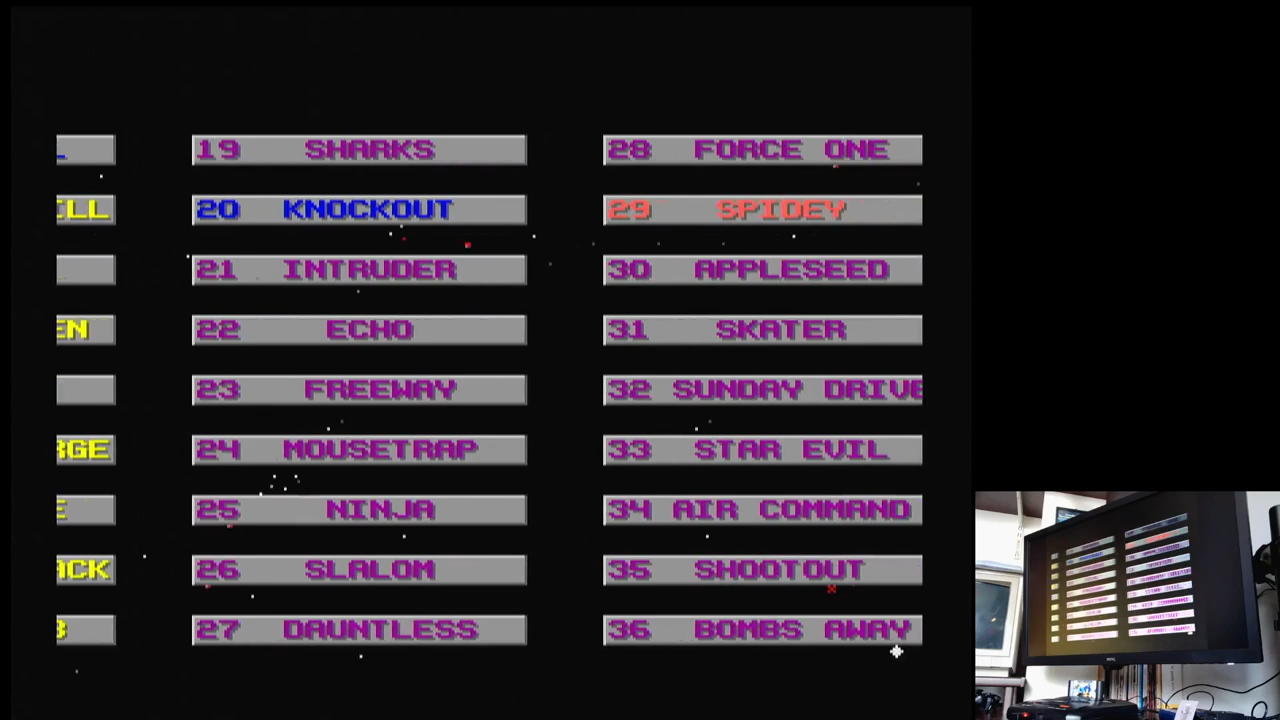 19 SHARKS
28 FORCE ONE
ILL
20 KNOCKOUT
29 SPIDEY
21 INTRUDER
30 APPLESEED
EN
22 ECHO
31 SKATER
23 FREEWAY
32 SUNDAY DRIVE
RGE
24 MOUSETRAP
33 STAR EVIL
E
25 NINJA
34 AIR COMMAND
ACK
26 SLALOM
35 SHOOTOUT
27 DAUNTLESS
36 BOMBS AWAY